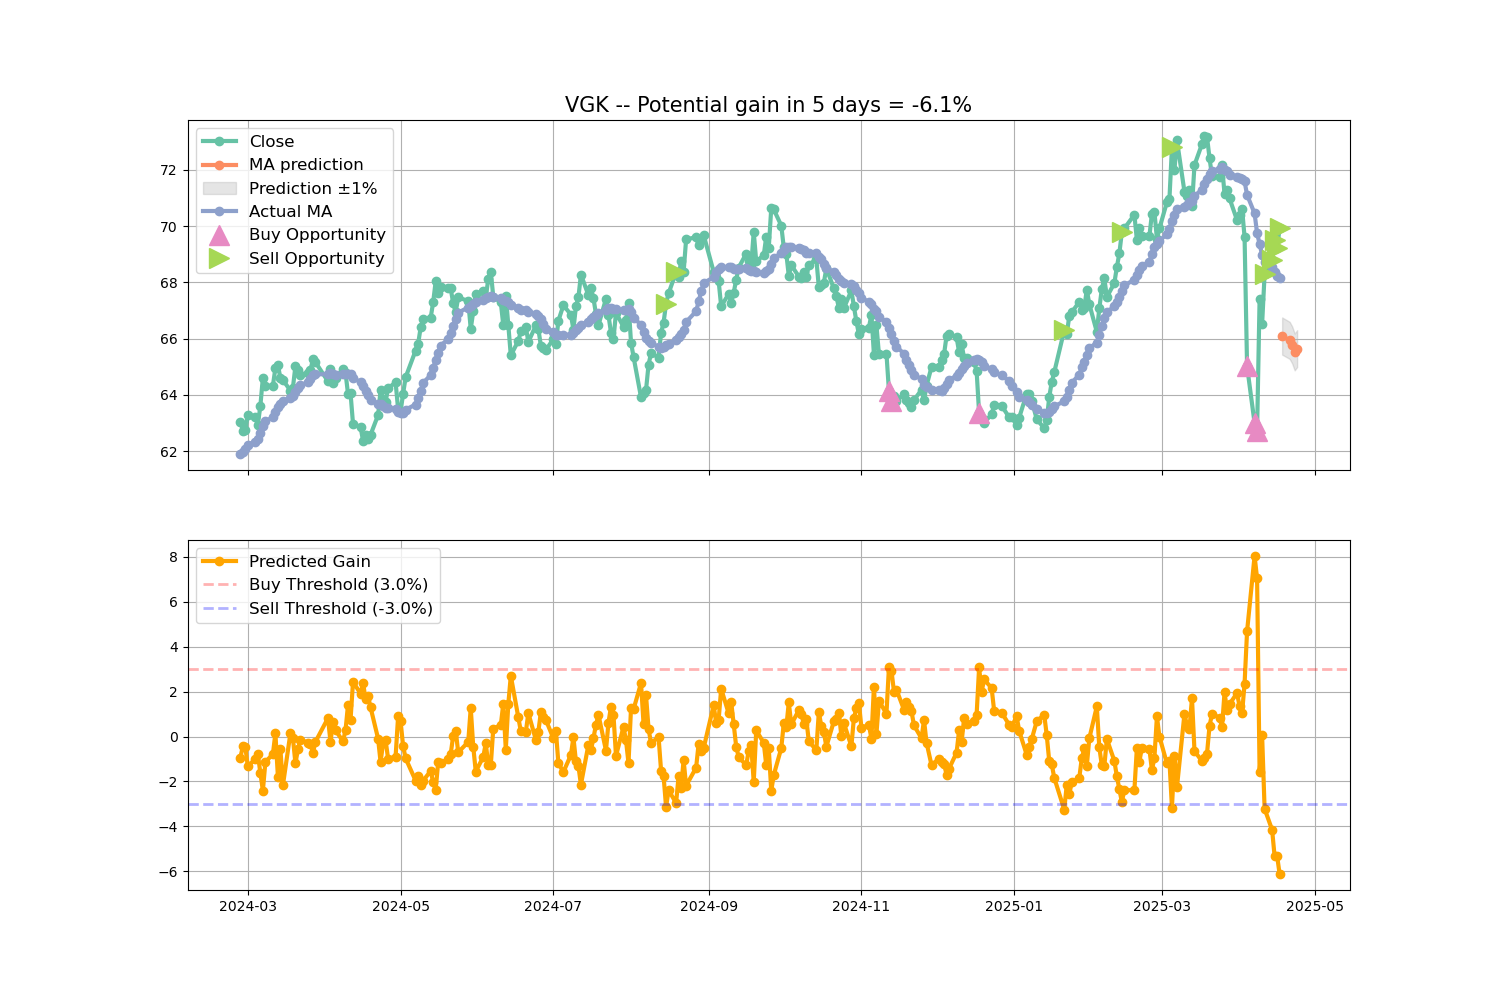 VGK -- Potential gain in 5 days = -6.1%
Close
MA prediction
Prediction ±1%
Actual MA
Buy Opportunity
Sell Opportunity
72
70
68
66
64
62
Predicted Gain
Buy Threshold (3.0%)
Sell Threshold (-3.0%)
8
6
4
2
0
−2
−4
−6
2024-03 2024-05 2024-07 2024-09 2024-11 2025-01 2025-03 2025-05